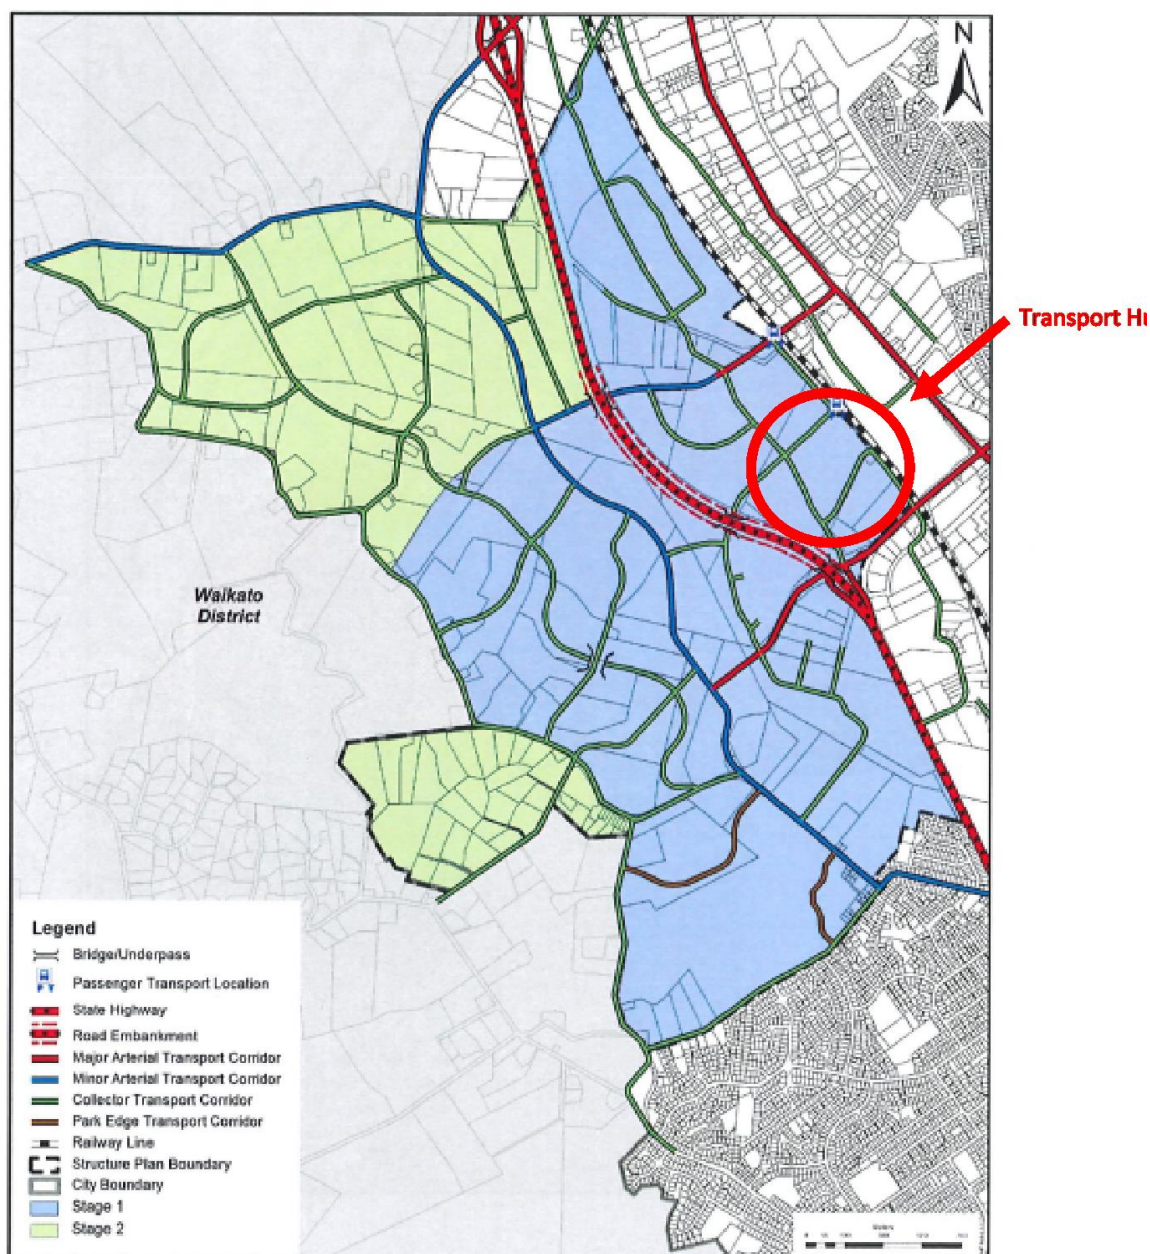 N
Transport Hu
Waikato
District
Legend
Bridge/Underpass
Passenger Transport Location
State Highway
Road Embankment
Major Arterial Transport Corridor
Minor Arterial Transport Corridor
Collector Transport Corridor
Park Edge Transport Corridor
Railway Line
Structure Plan Boundary
City Boundary
Stage 1
Stage 2